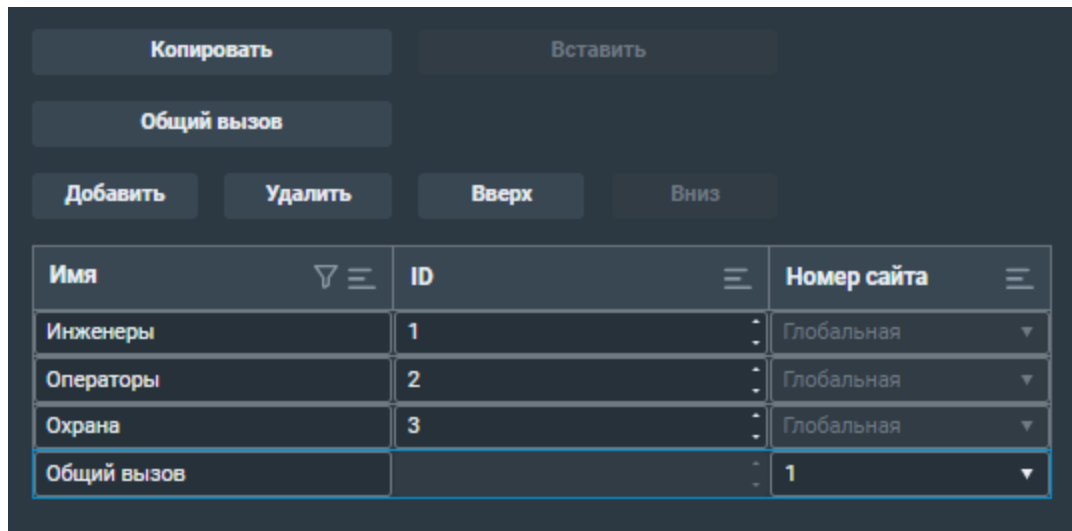 Копировать Вставить
Общий вызов
Добавить Удалить Вверх Вниз
Имя ID Номер сайта
Инженеры 1 Глобальная
Операторы 2 Глобальная
Охрана 3 Глобальная
Общий вызов 1